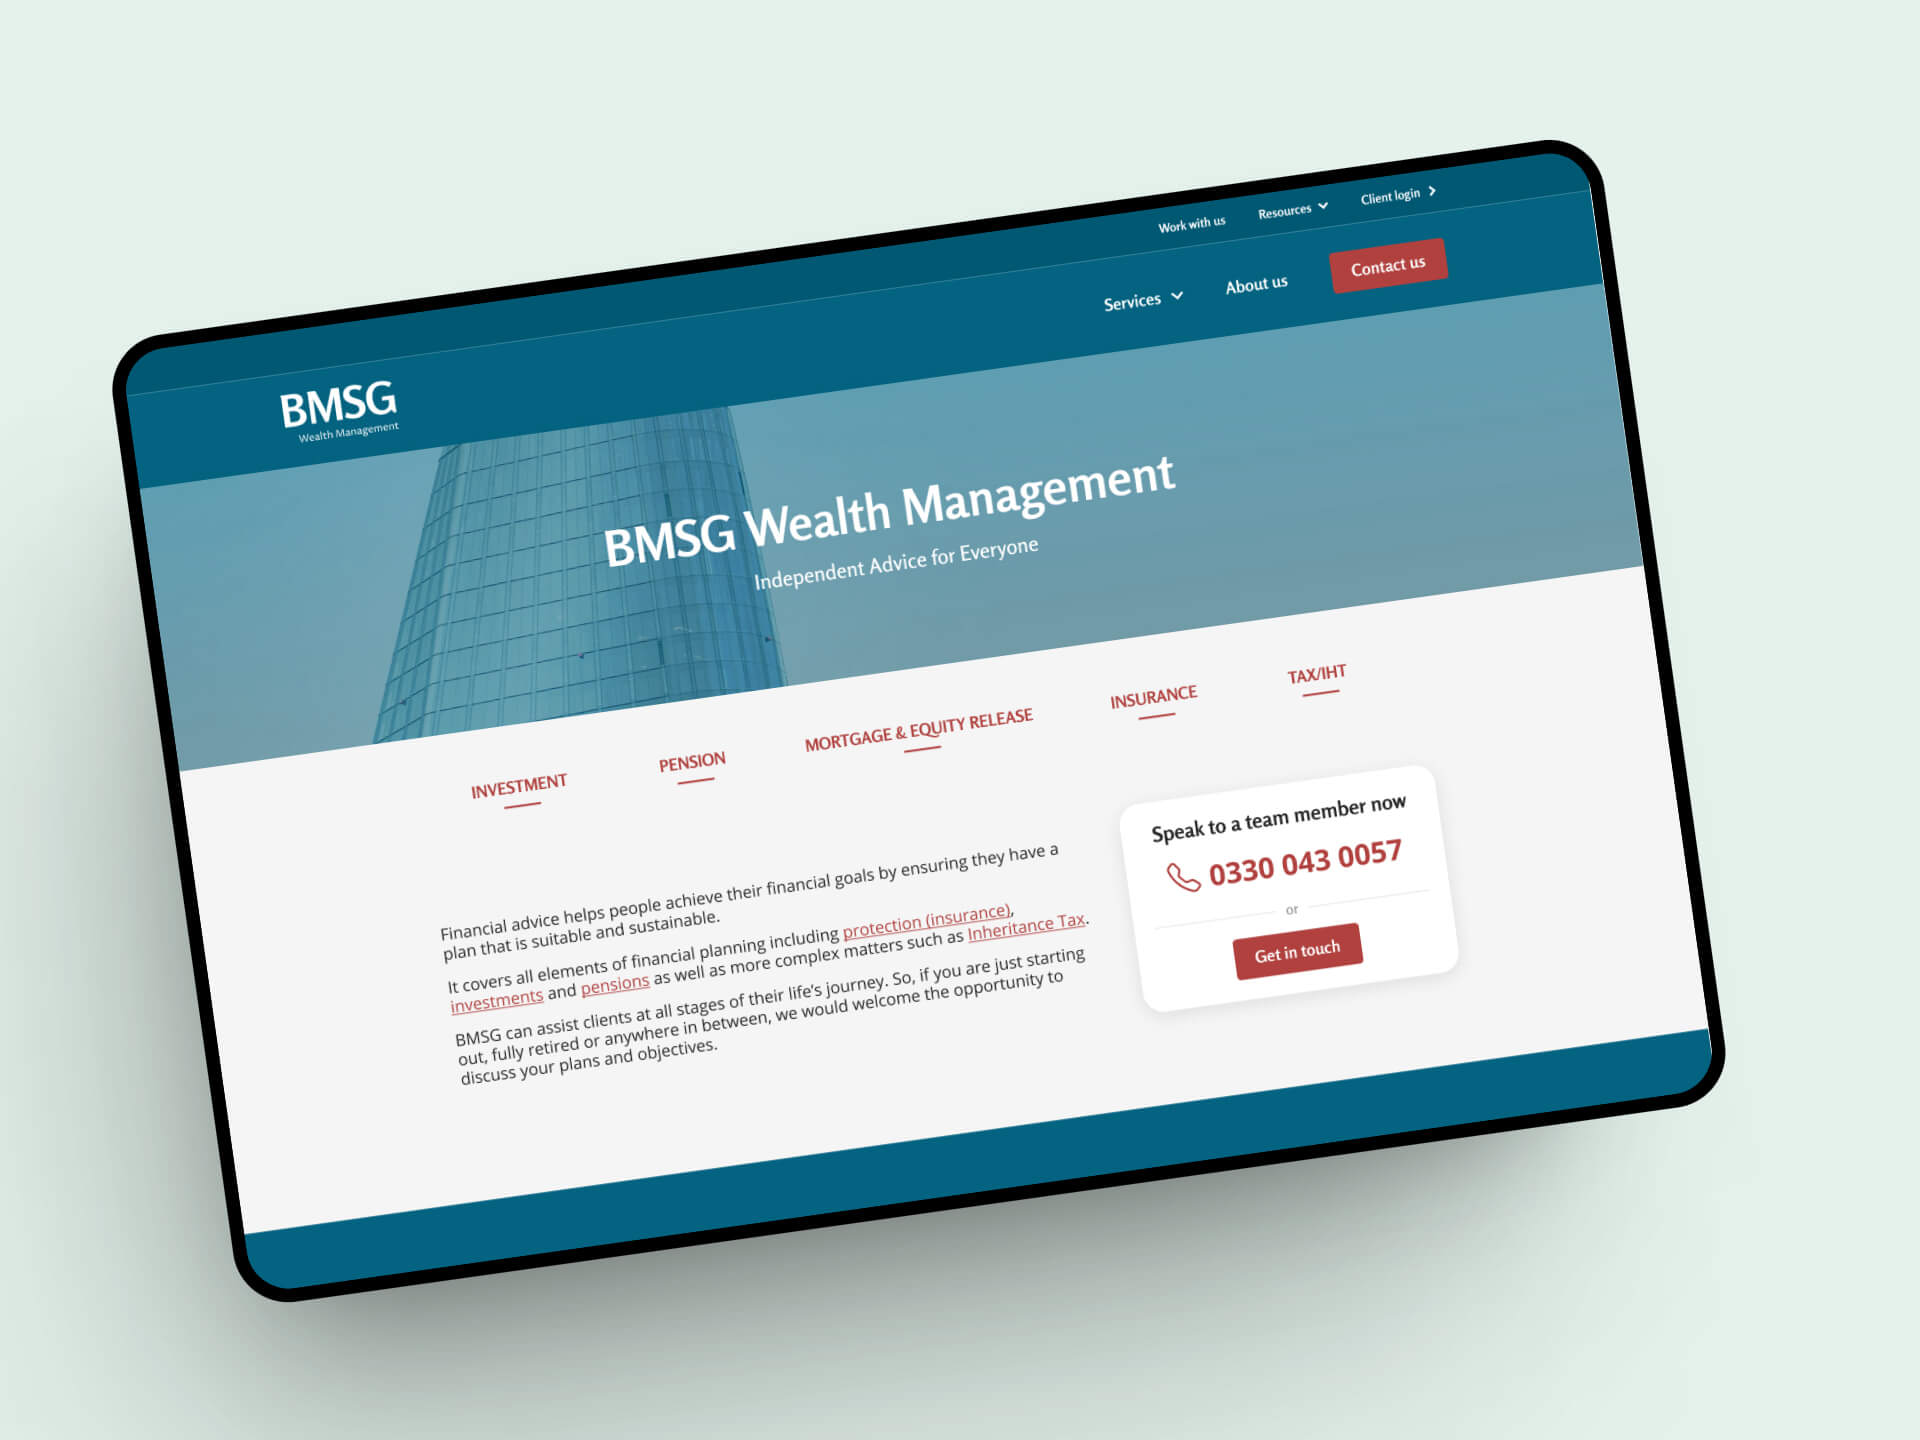 Work with us
Resources
Client login
Services
About us
Contact us
BMSG
Wealth Management
BMSG Wealth Management
Independent Advice for Everyone
INVESTMENT
PENSION
MORTGAGE & EQUITY RELEASE
INSURANCE
TAX/IHT
Financial advice helps people achieve their financial goals by ensuring they have a
plan that is suitable and sustainable.
It covers all elements of financial planning including protection (insurance),
investments and pensions as well as more complex matters such as Inheritance Tax.
BMSG can assist clients at all stages of their life's journey. So, if you are just starting
out, fully retired or anywhere in between, we would welcome the opportunity to
discuss your plans and objectives.
Speak to a team member now
0330 043 0057
or
Get in touch